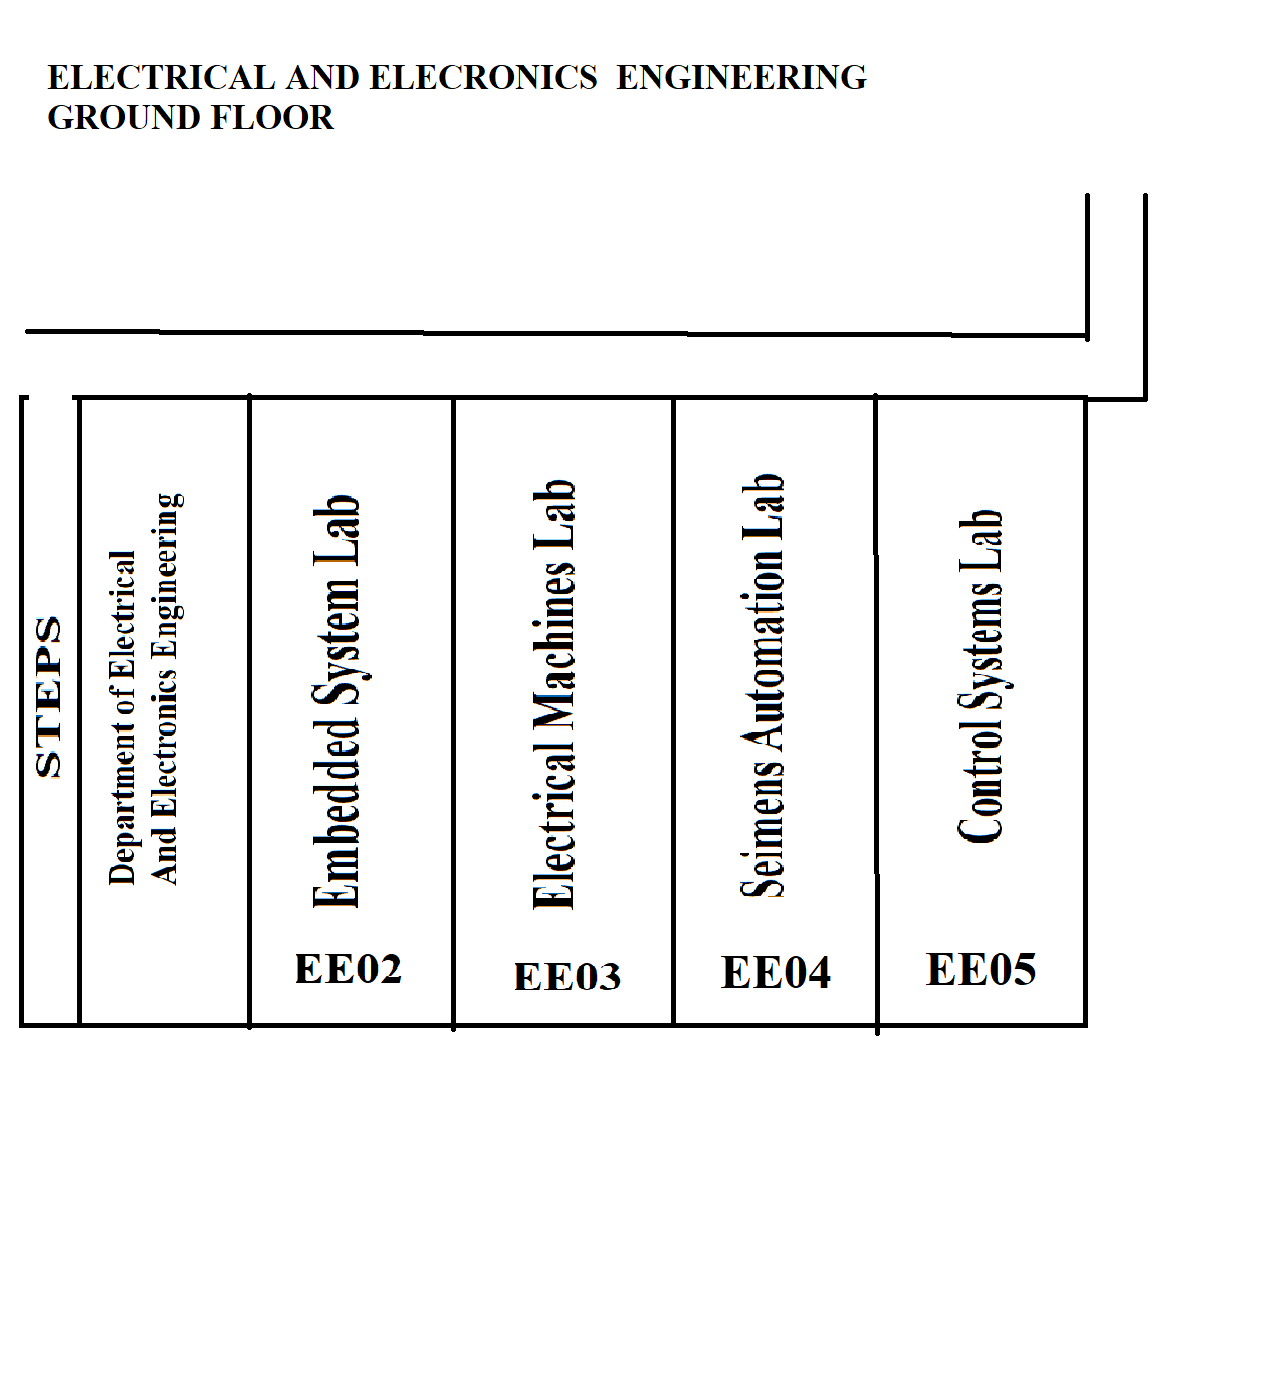 ELECTRICAL AND ELECRONICS  ENGINEERING
GROUND FLOOR
STEPS
Department of Electrical
And Electronics Engineering
Embedded System Lab
EE02
Electrical Machines Lab
EE03
Seimens Automation Lab
EE04
Control Systems Lab
EE05